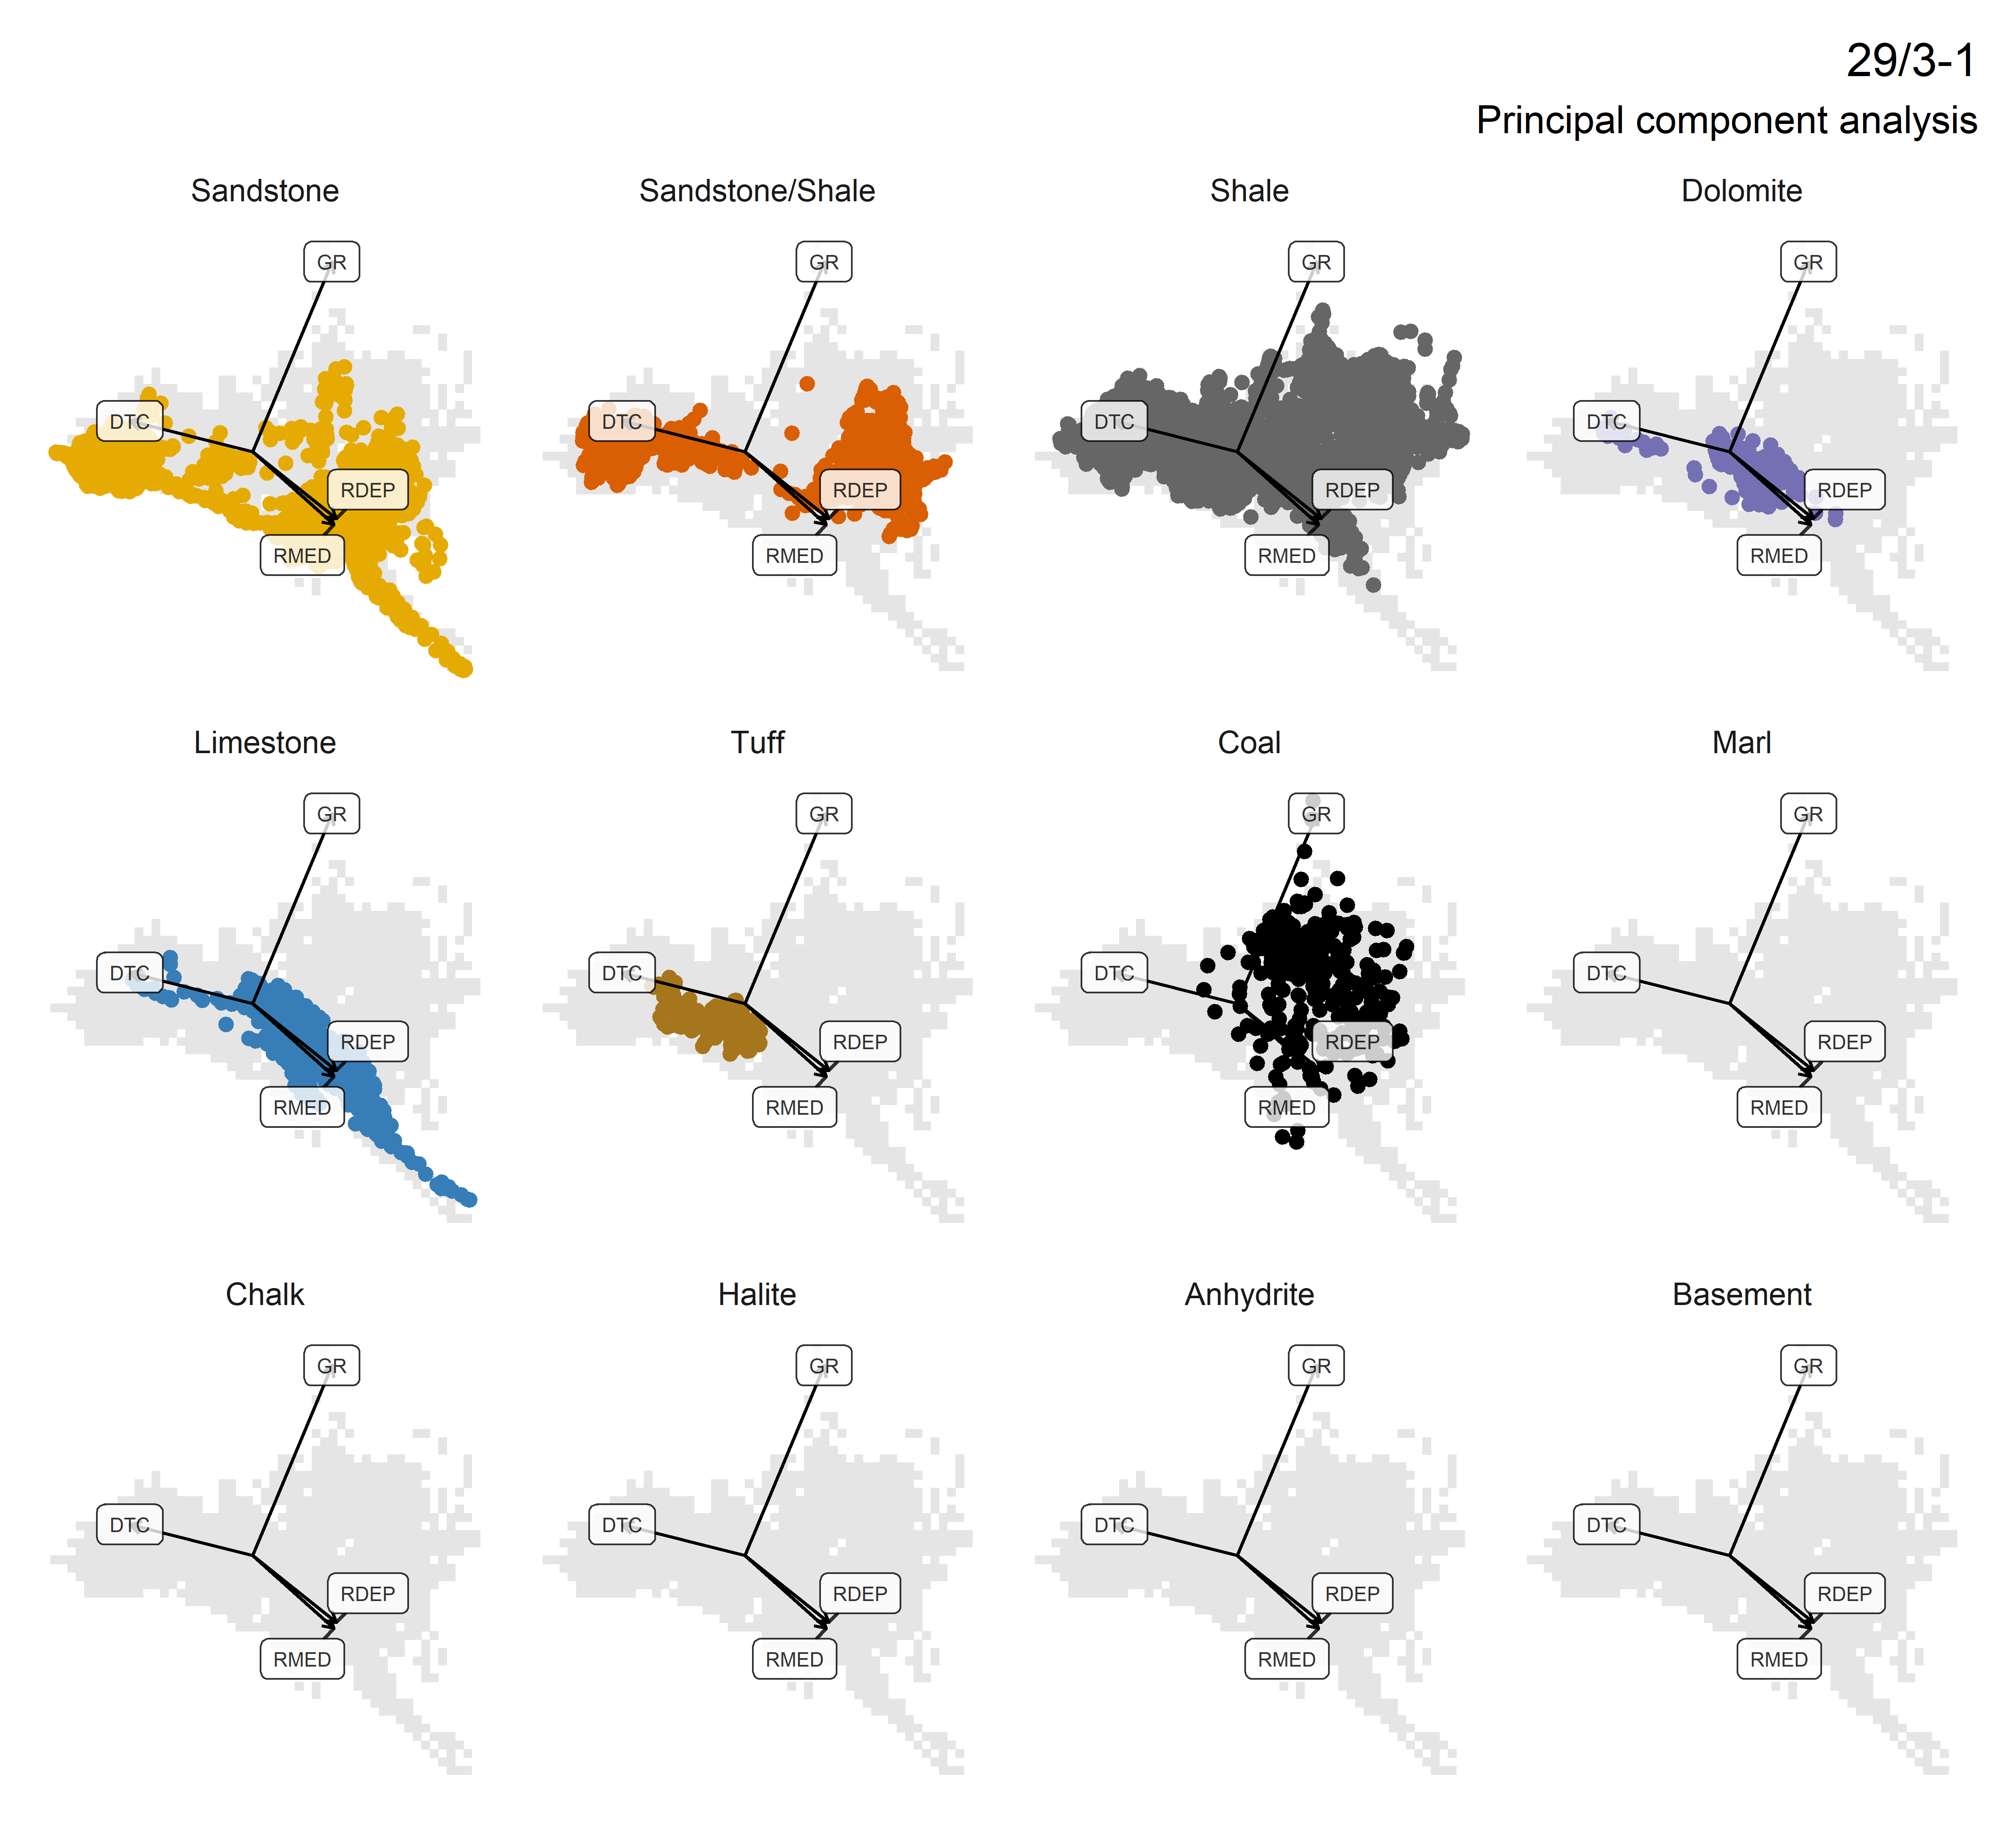 29/3-1
Principal component analysis
Sandstone
GR
DTC
RDEP
RMED
Sandstone/Shale
GR
DTC
RDEP
RMED
Shale
GR
DTC
RDEP
RMED
Dolomite
GR
DTC
RDEP
RMED
Limestone
GR
DTC
RDEP
RMED
Tuff
GR
DTC
RDEP
RMED
Coal
GR
DTC
RDEP
RMED
Marl
GR
DTC
RDEP
RMED
Chalk
GR
DTC
RDEP
RMED
Halite
GR
DTC
RDEP
RMED
Anhydrite
GR
DTC
RDEP
RMED
Basement
GR
DTC
RDEP
RMED